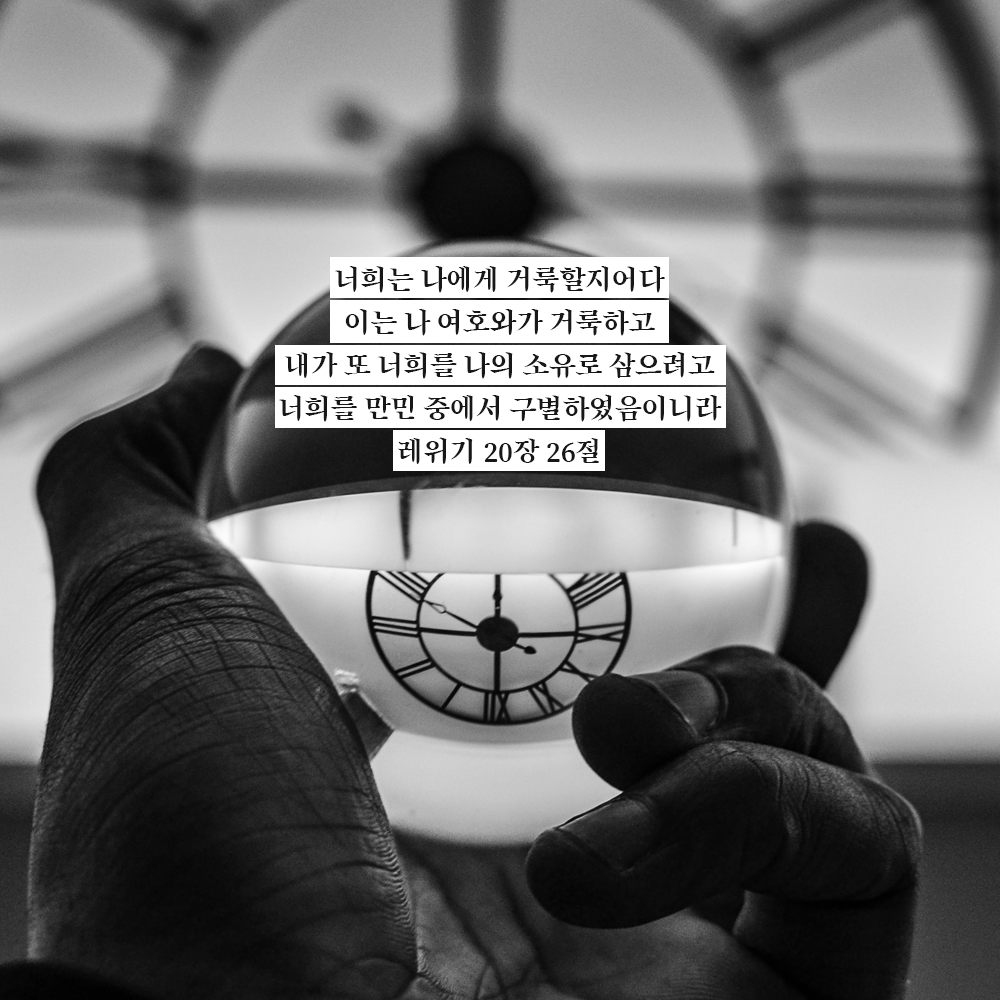 너희는 나에게 거룩할지어다
이는 나 여호와가 거룩하고
내가 또 너희를 나의 소유로 삼으려고
너희를 만민 중에서 구별하였음이니라
레위기 20장 26절